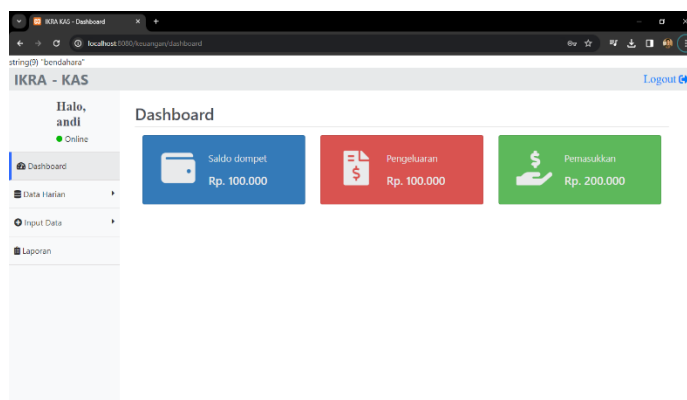 IKRA KAS - Dashboard
localhost:8080/keuangan/dashboard
string(9) "bendahara"
IKRA - KAS
Logout
Halo,
andi
Online
Dashboard
Data Harian
Input Data
Laporan
Dashboard
Saldo dompet
Rp. 100.000
Pengeluaran
Rp. 100.000
Pemasukkan
Rp. 200.000